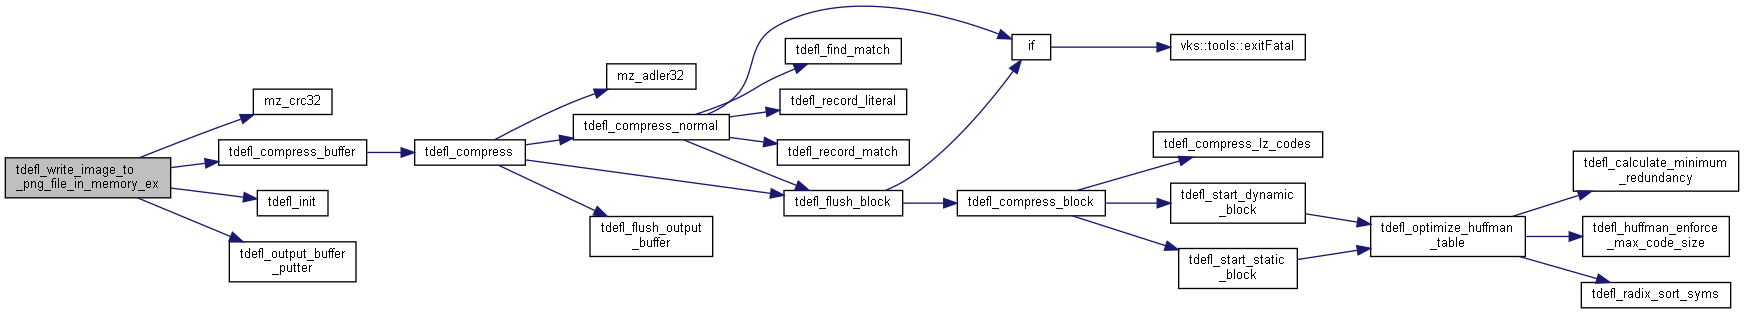 tdefl_write_image_to
_png_file_in_memory_ex
mz_crc32
tdefl_compress_buffer
tdefl_init
tdefl_output_buffer
_putter
tdefl_compress
mz_adler32
tdefl_compress_normal
tdefl_flush_output
_buffer
tdefl_find_match
tdefl_record_literal
tdefl_record_match
tdefl_flush_block
if
tdefl_compress_block
vks::tools::exitFatal
tdefl_compress_lz_codes
tdefl_start_dynamic
_block
tdefl_start_static
_block
tdefl_optimize_huffman
_table
tdefl_calculate_minimum
_redundancy
tdefl_huffman_enforce
_max_code_size
tdefl_radix_sort_syms